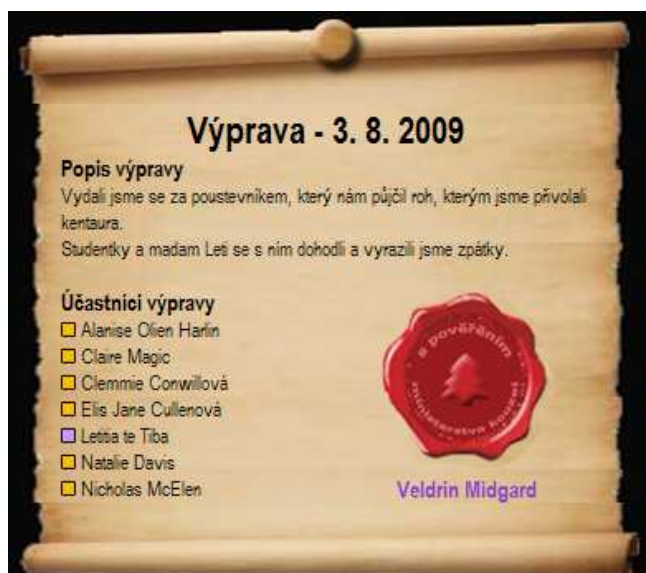 Výprava - 3. 8. 2009
Popis výpravy
Vydali jsme se za poustevníkem, který nám půjčil roh, kterým jsme přivolali
kentaura.
Studentky a madam Leti se s ním dohodli a vyrazili jsme zpátky.
Účastníci výpravy
Alanise Olien Harlin
Claire Magic
Clemmie Conwillová
Elis Jane Cullenová
Letitia te Tiba
Natalie Davis
Nicholas McElen
s pověřením
ministerstva kouzel
Veldrin Midgard